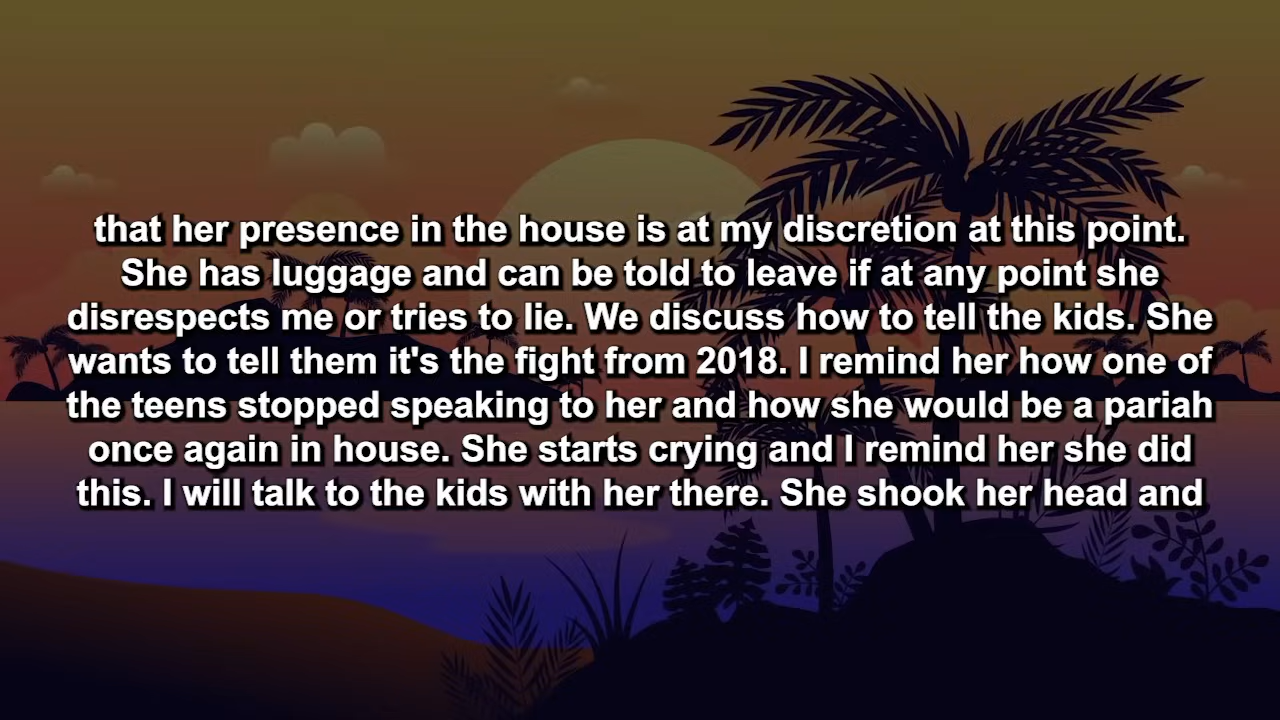 that her presence in the house is at my discretion at this point.
She has luggage and can be told to leave if at any point she
disrespects me or tries to lie. We discuss how to tell the kids. She
wants to tell them it's the fight from 2018. I remind her how one of
the teens stopped speaking to her and how she would be a pariah
once again in house. She starts crying and I remind her she did
this. I will talk to the kids with her there. She shook her head and